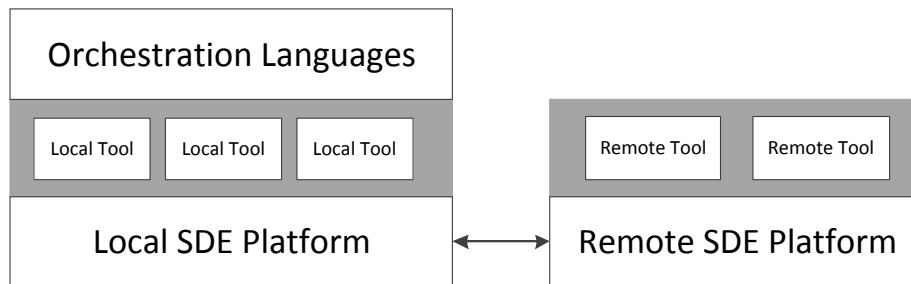 Orchestration Languages
Local Tool Local Tool Local Tool
Remote Tool Remote Tool
Local SDE Platform
Remote SDE Platform